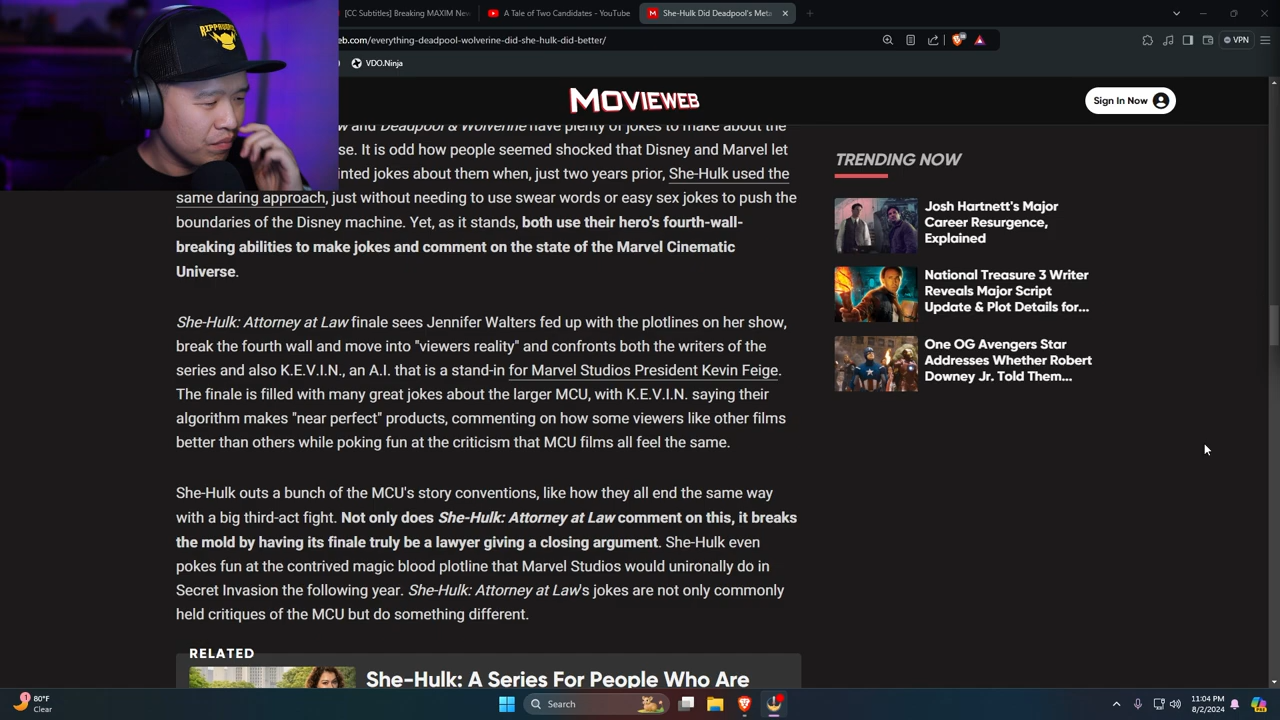 [CC Subtitles] Breaking MAXIM New
A Tale of Two Candidates - YouTube
She-Hulk Did Deadpool's Meta
eb.com/everything-deadpool-wolverine-did-she-hulk-did-better/
VPN
VDO.Ninja
RIPPAVERSE
MOVIEWEB
Sign In Now
and Deadpool & Wolverine have plenty of jokes to make about the
se. It is odd how people seemed shocked that Disney and Marvel let
inted jokes about them when, just two years prior, She-Hulk used the
same daring approach, just without needing to use swear words or easy sex jokes to push the
boundaries of the Disney machine. Yet, as it stands, both use their hero's fourth-wall-
breaking abilities to make jokes and comment on the state of the Marvel Cinematic
Universe.
She-Hulk: Attorney at Law finale sees Jennifer Walters fed up with the plotlines on her show,
break the fourth wall and move into "viewers reality" and confronts both the writers of the
series and also K.E.V.I.N., an A.I. that is a stand-in for Marvel Studios President Kevin Feige.
The finale is filled with many great jokes about the larger MCU, with K.E.V.I.N. saying their
algorithm makes "near perfect" products, commenting on how some viewers like other films
better than others while poking fun at the criticism that MCU films all feel the same.
She-Hulk outs a bunch of the MCU's story conventions, like how they all end the same way
with a big third-act fight. Not only does She-Hulk: Attorney at Law comment on this, it breaks
the mold by having its finale truly be a lawyer giving a closing argument. She-Hulk even
pokes fun at the contrived magic blood plotline that Marvel Studios would unironally do in
Secret Invasion the following year. She-Hulk: Attorney at Law's jokes are not only commonly
held critiques of the MCU but do something different.
RELATED
She-Hulk: A Series For People Who Are
TRENDING NOW
Josh Hartnett's Major
Career Resurgence,
Explained
National Treasure 3 Writer
Reveals Major Script
Update & Plot Details for...
One OG Avengers Star
Addresses Whether Robert
Downey Jr. Told Them...
1
80°F
Clear
Search
11:04 PM
8/2/2024